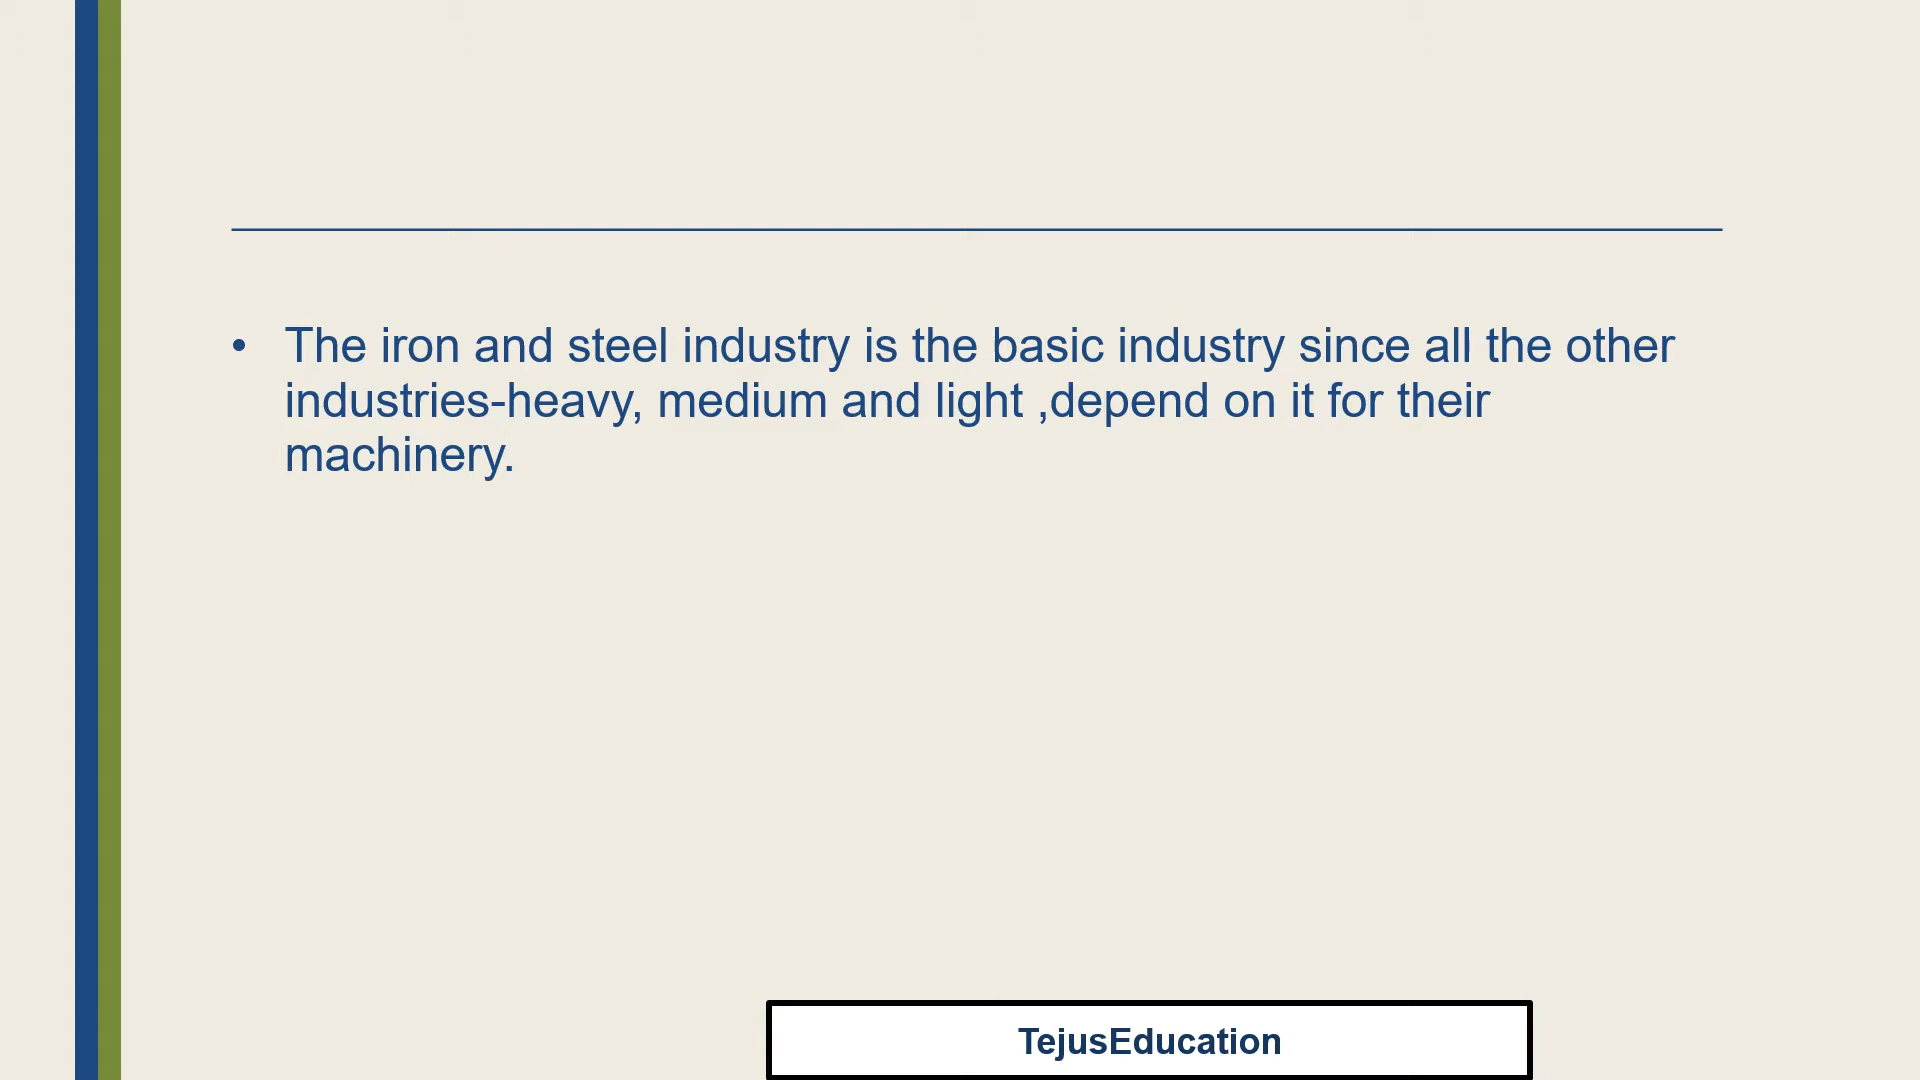 • The iron and steel industry is the basic industry since all the other
industries-heavy, medium and light ,depend on it for their
machinery.
TejusEducation